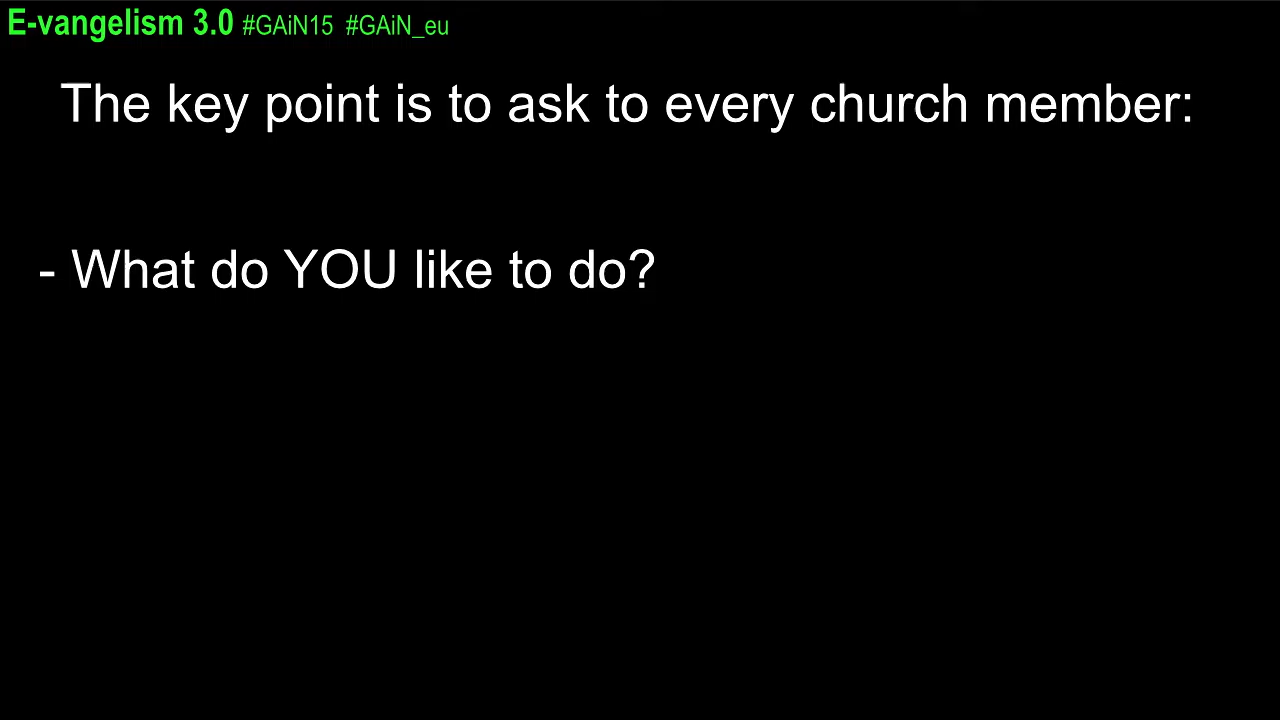 E-vangelism 3.0 #GAiN15 #GAiN_eu
The key point is to ask to every church member:
- What do YOU like to do?